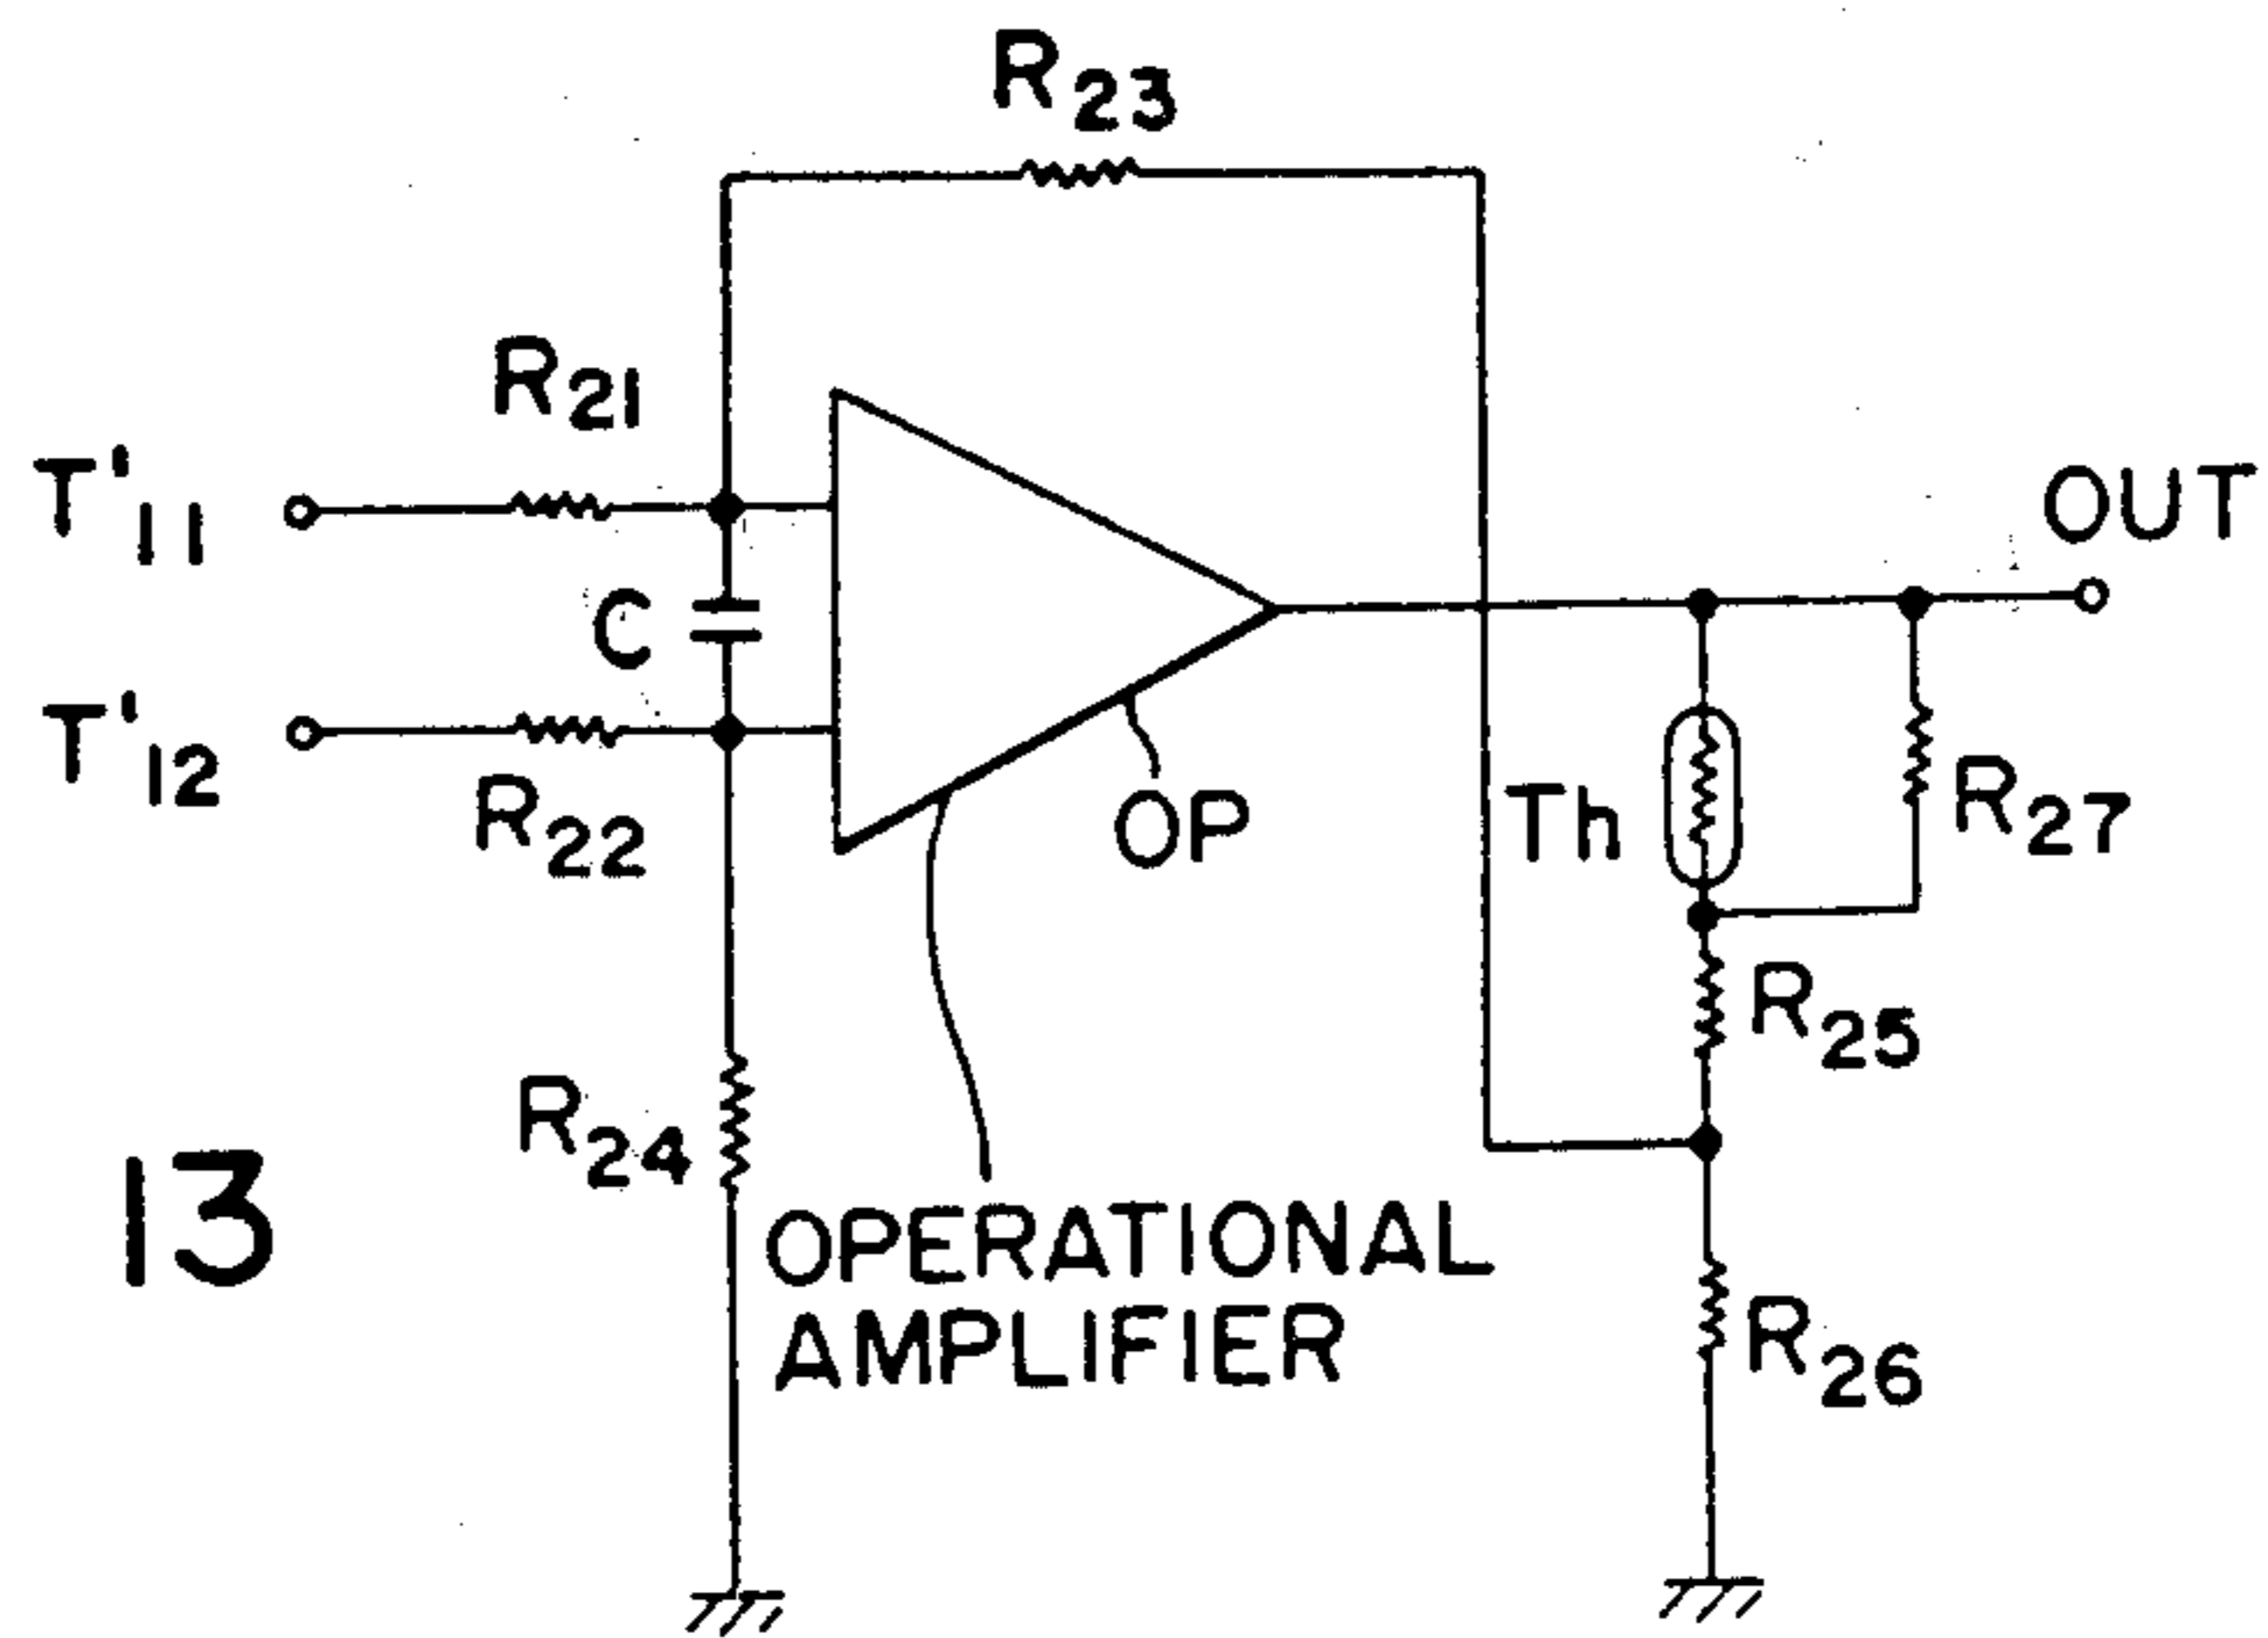 R23
R21
T'11
OUT
C
T'12
R22
OP
Th
R27
R25
R24
13
OPERATIONAL
AMPLIFIER
R26